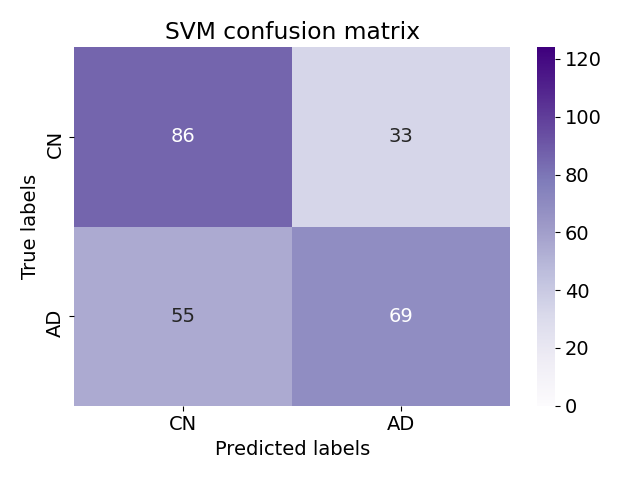 SVM confusion matrix
True labels
CN
86
33
AD
55
69
CN
AD
Predicted labels
120
100
80
60
40
20
0